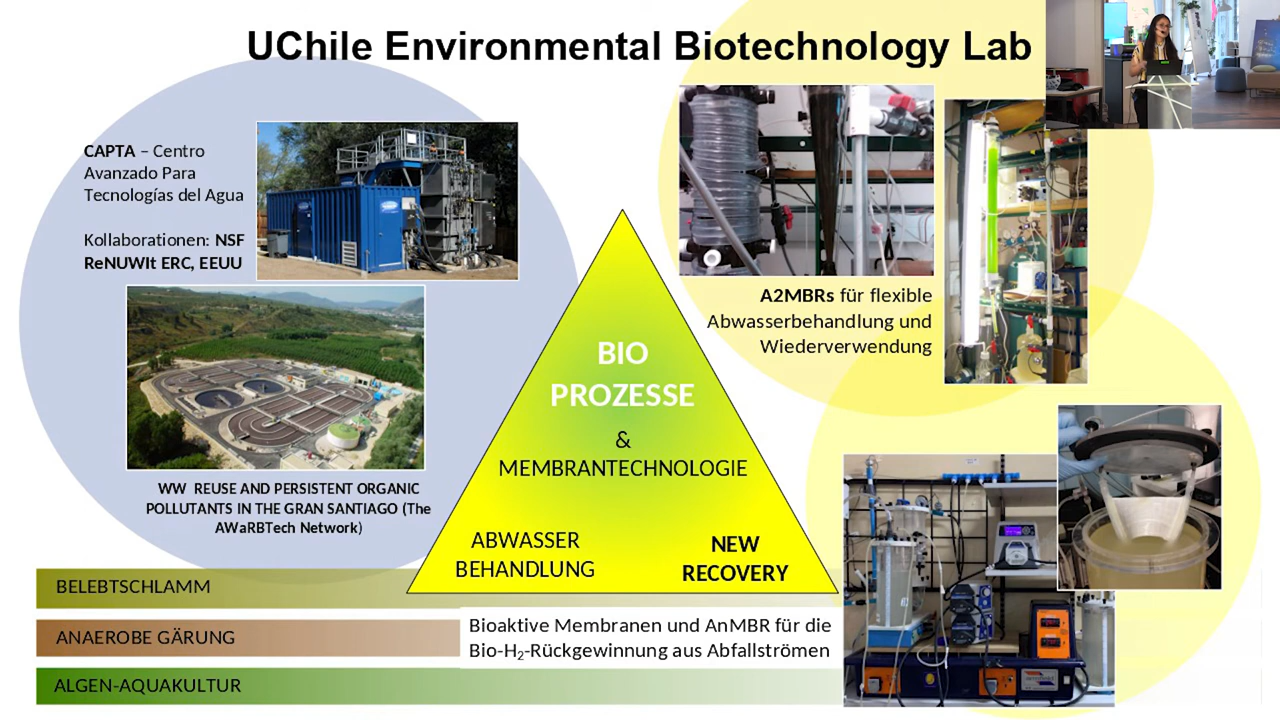 UChile Environmental Biotechnology Lab
CAPTA – Centro
Avanzado Para
Tecnologías del Agua
Kollaborationen: NSF
ReNUWIt ERC, EEUU
WW REUSE AND PERSISTENT ORGANIC
POLLUTANTS IN THE GRAN SANTIAGO (The
AWaRBTech Network)
A2MBRs für flexible
Abwasserbehandlung und
Wiederverwendung
BIO
PROZESSE
&
MEMBRANTECHNOLOGIE
ABWASSER
BEHANDLUNG
NEW
RECOVERY
BELEBTSCHLAMM
ANAEROBE GÄRUNG
ALGEN-AQUAKULTUR
Bioaktive Membranen und AnMBR für die
Bio-H₂-Rückgewinnung aus Abfallströmen